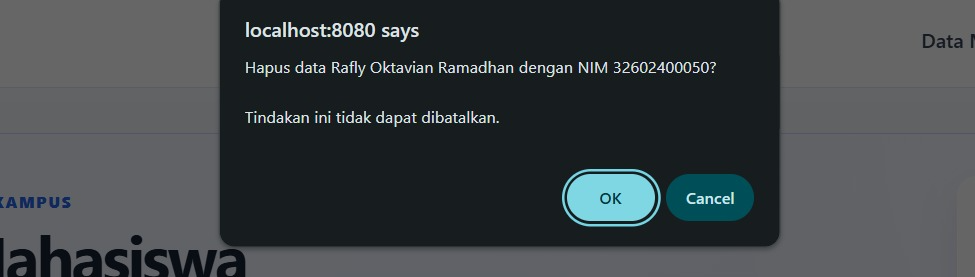 localhost:8080 says
Data
Hapus data Rafly Oktavian Ramadhan dengan NIM 32602400050?
Tindakan ini tidak dapat dibatalkan.
OK
Cancel
KAMPUS
ahasiswa